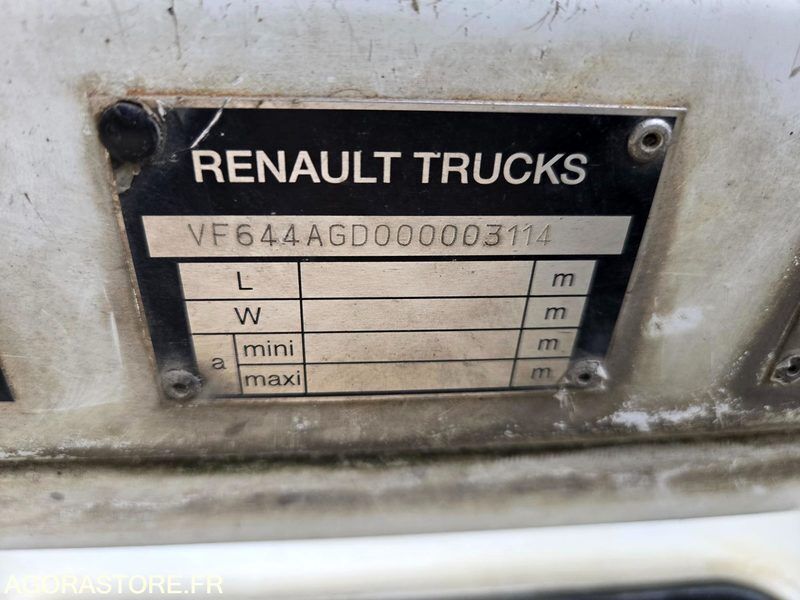 RENAULT TRUCKS
VF644AGD000003114
L m
W m
a mini m
maxi m
AGORASTORE.FR